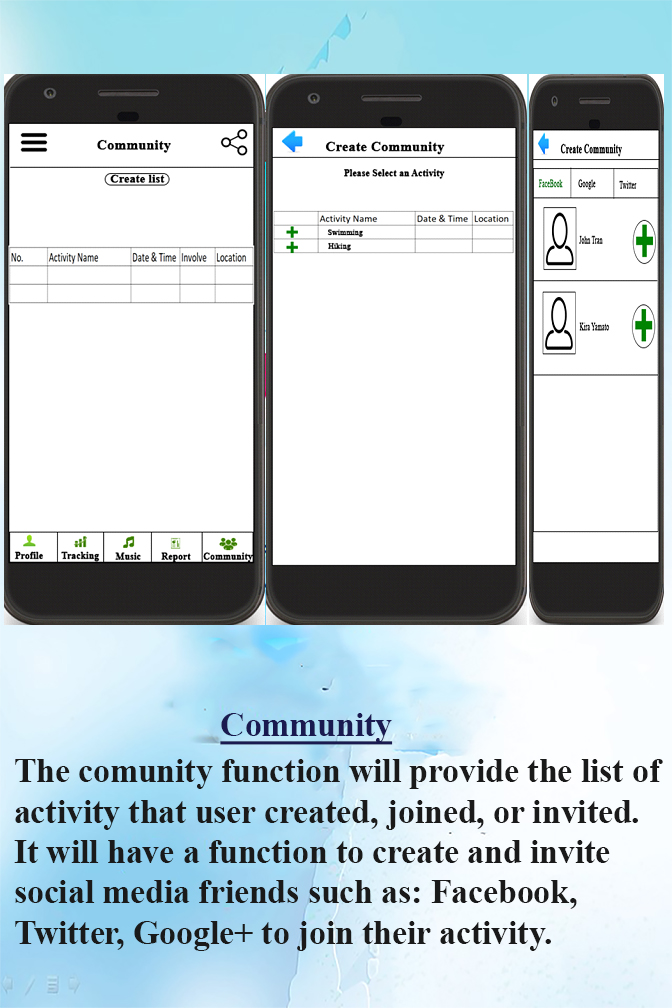 Community
Create list
No. Activity Name Date & Time Involve Location
Profile Tracking Music Report Community
Create Community
Please Select an Activity
Activity Name Date & Time Location
Swimming
Hiking
Create Community
FaceBook Google Twitter
John Tran
Kira Yamato
Community
The comunity function will provide the list of
activity that user created, joined, or invited.
It will have a function to create and invite
social media friends such as: Facebook,
Twitter, Google+ to join their activity.